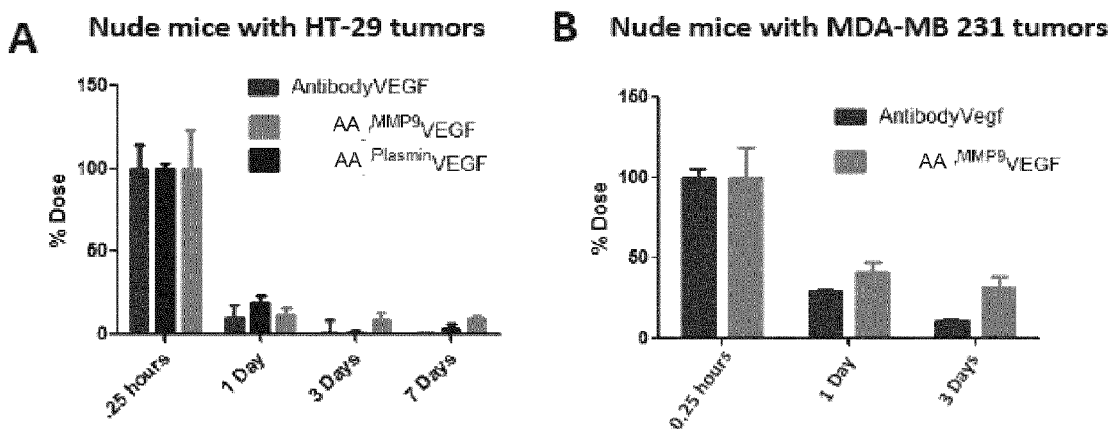 A
Nude mice with HT-29 tumors
150
100
50
0
% Dose
AntibodyVEGF
AA ,MMP9VEGF
AA ,PlasminVEGF
.25 hours
1 Day
3 Days
7 Days
B
Nude mice with MDA-MB 231 tumors
150
100
50
0
% Dose
AntibodyVegf
AA ,MMP9VEGF
0.25 hours
1 Day
3 Days